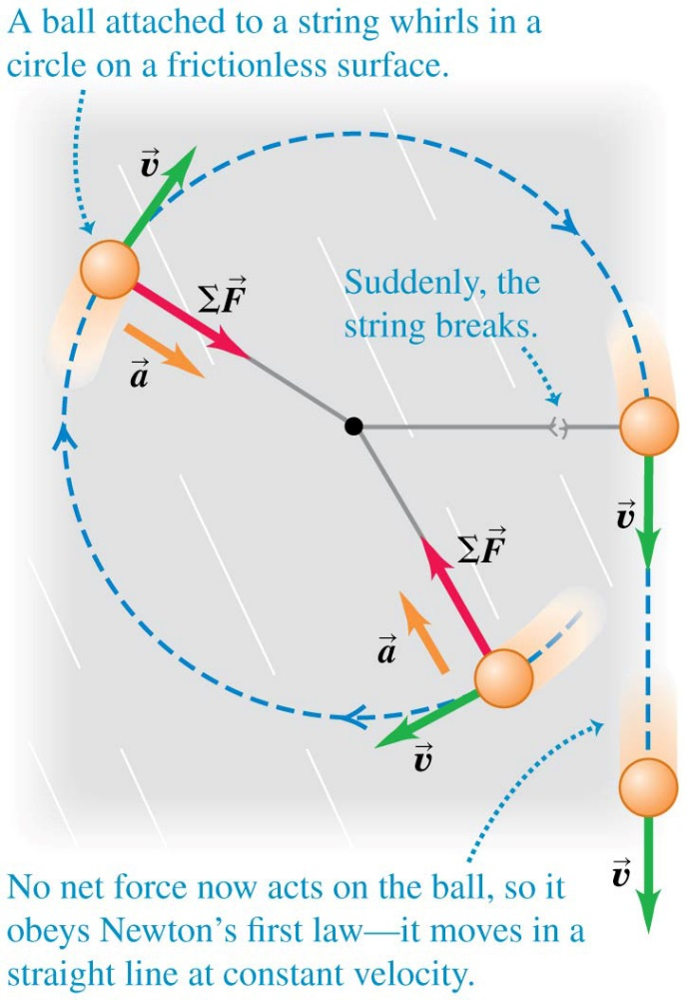 A ball attached to a string whirls in a
circle on a frictionless surface.
v⃗
ΣF⃗
a⃗
Suddenly, the
string breaks.
v⃗
ΣF⃗
a⃗
v⃗
v⃗
No net force now acts on the ball, so it
obeys Newton’s first law—it moves in a
straight line at constant velocity.